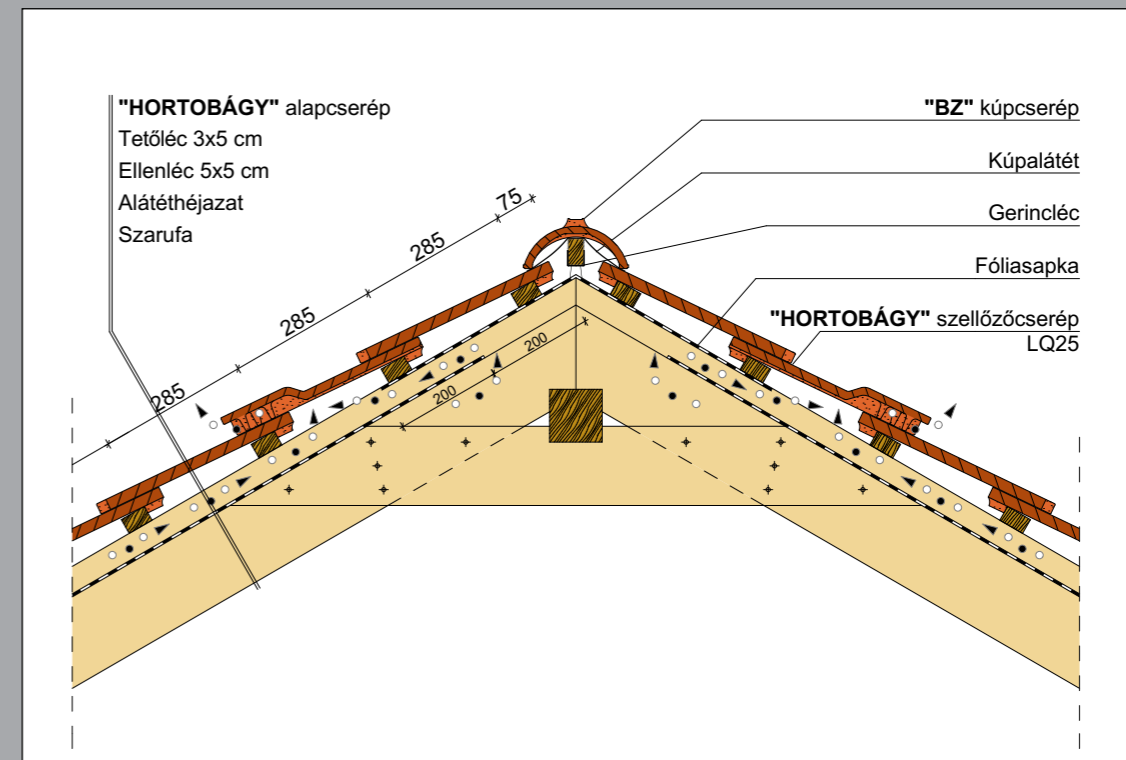 "HORTOBÁGY" alapcserép
Tetőléc 3x5 cm
Ellenléc 5x5 cm
Alátéthéjazat
Szarufa
"BZ" kúpcserép
Kúpalátét
Gerincléc
Fóliasapka
"HORTOBÁGY" szellőzőcserép
LQ25
75
285
285
285
200
200